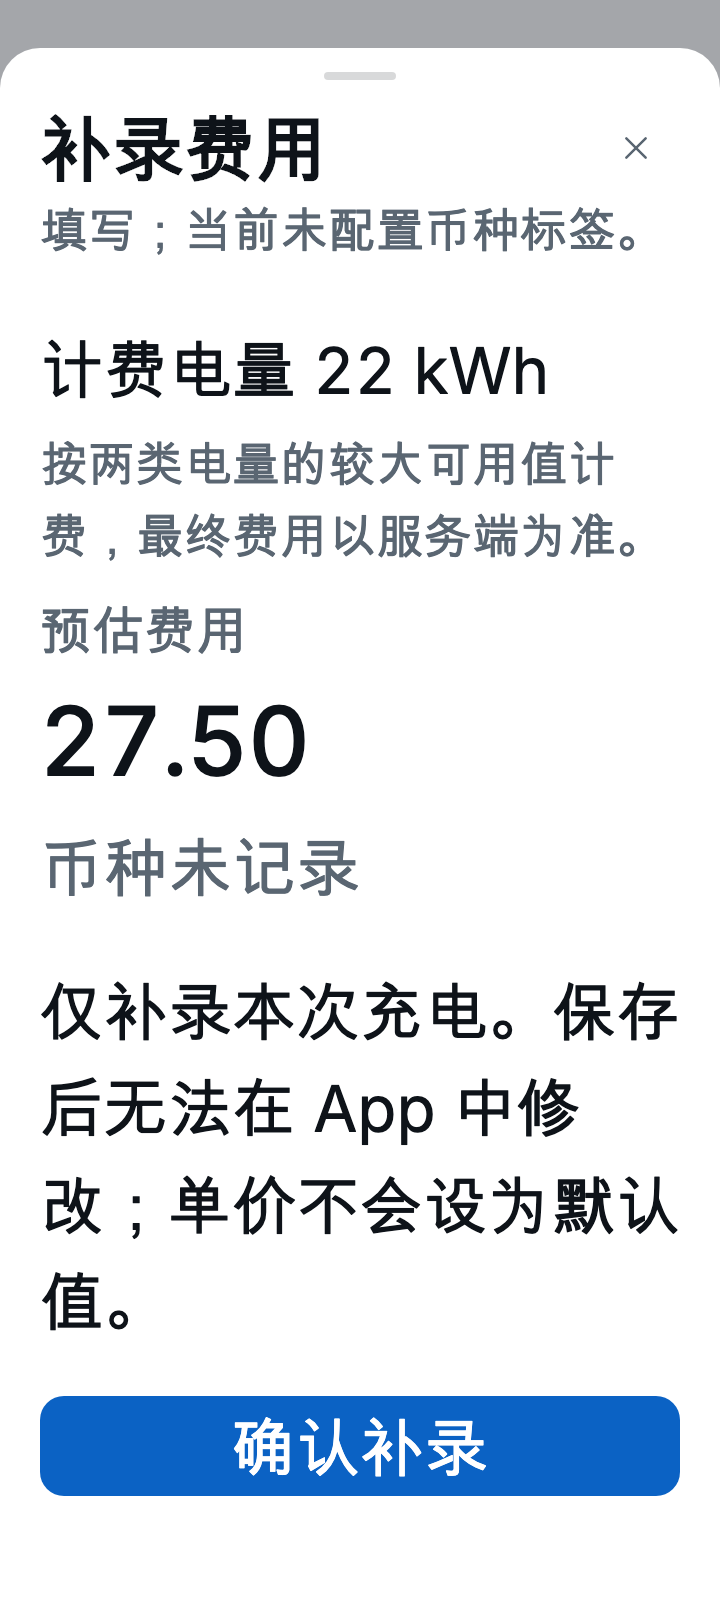 补录费用
填写；当前未配置币种标签。
计费电量 22 kWh
按两类电量的较大可用值计
费，最终费用以服务端为准。
预估费用
27.50
币种未记录
仅补录本次充电。保存
后无法在 App 中修
改；单价不会设为默认
值。
确认补录